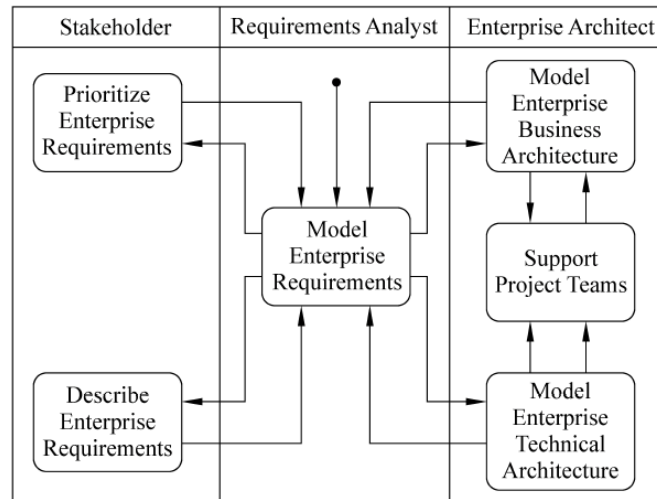 Stakeholder
Requirements Analyst
Enterprise Architect
Prioritize
Enterprise
Requirements
Model
Enterprise
Business
Architecture
Model
Enterprise
Requirements
Support
Project Teams
Describe
Enterprise
Requirements
Model
Enterprise
Technical
Architecture